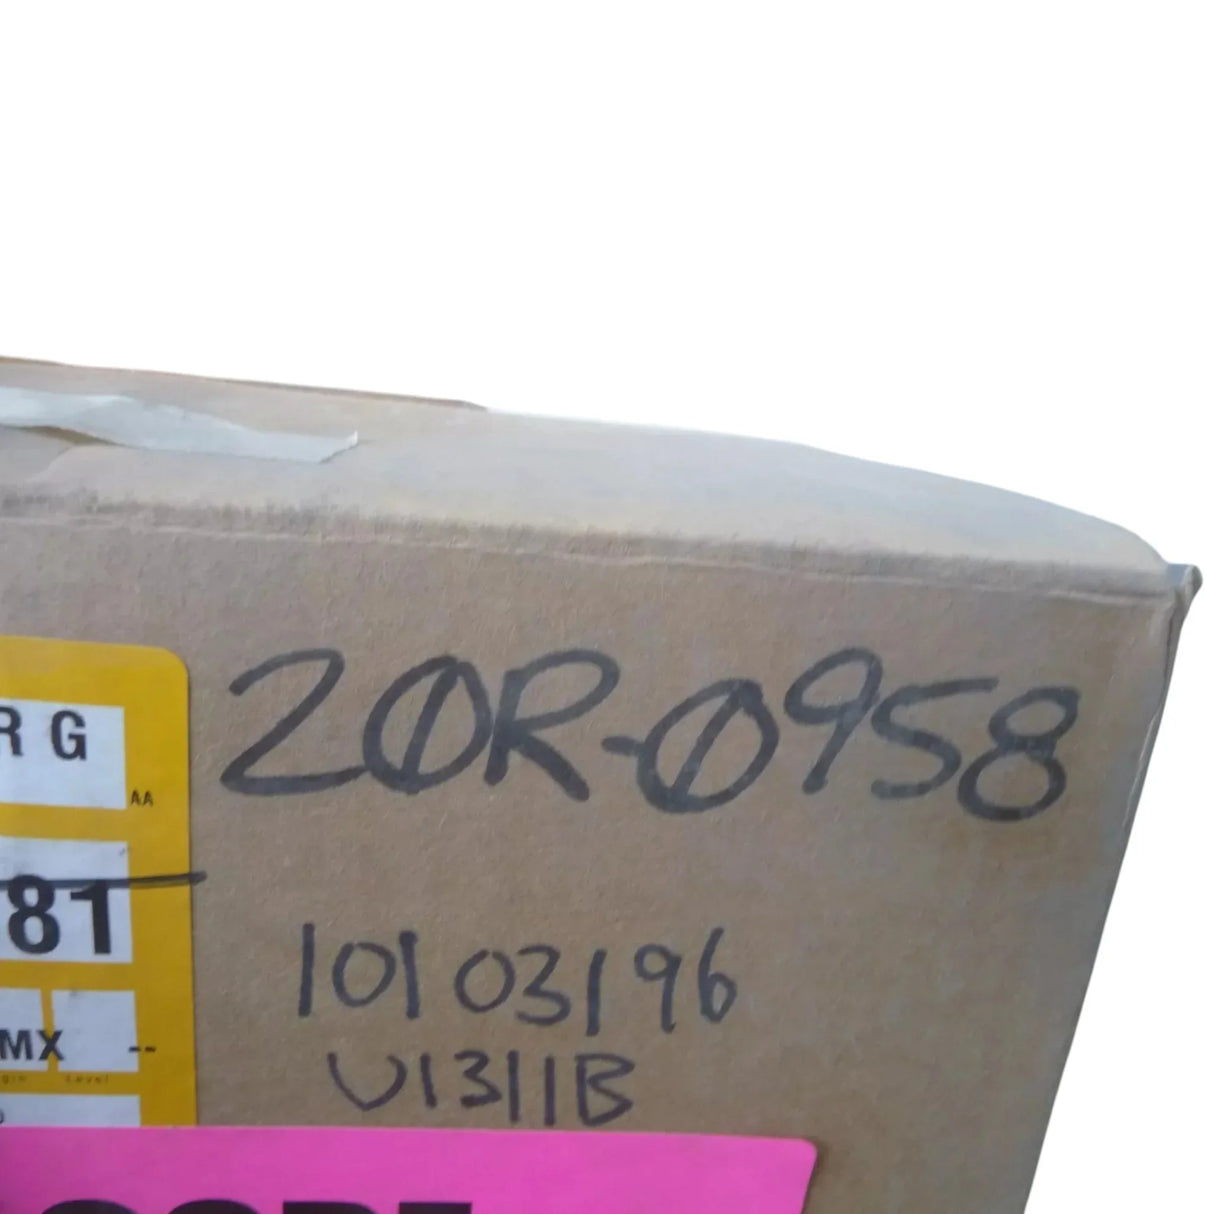 20R-0958
R G
AA
81
10103196
MX --
U1311B